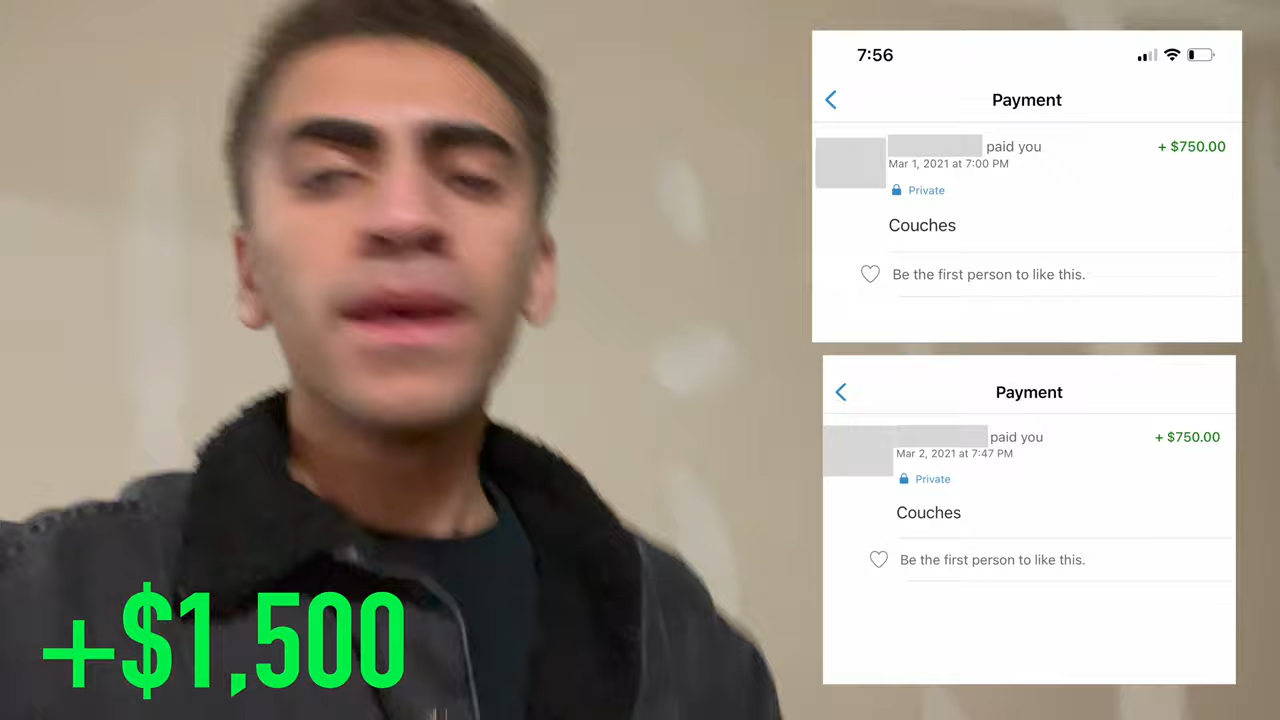 7:56
Payment
paid you
+ $750.00
Mar 1, 2021 at 7:00 PM
Private
Couches
Be the first person to like this.
Payment
paid you
+ $750.00
Mar 2, 2021 at 7:47 PM
Private
Couches
Be the first person to like this.
+$1,500